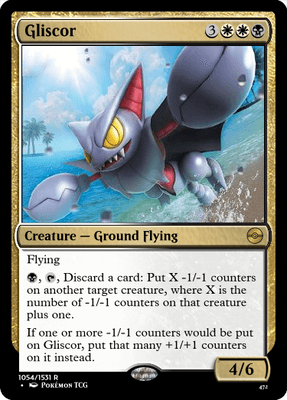 Gliscor 3
Creature — Ground Flying
Flying
, , Discard a card: Put X -1/-1 counters
on another target creature, where X is the
number of -1/-1 counters on that creature
plus one.
If one or more -1/-1 counters would be put
on Gliscor, put that many +1/+1 counters
on it instead.
4/6
1054/1531 R
• POKÉMON TCG